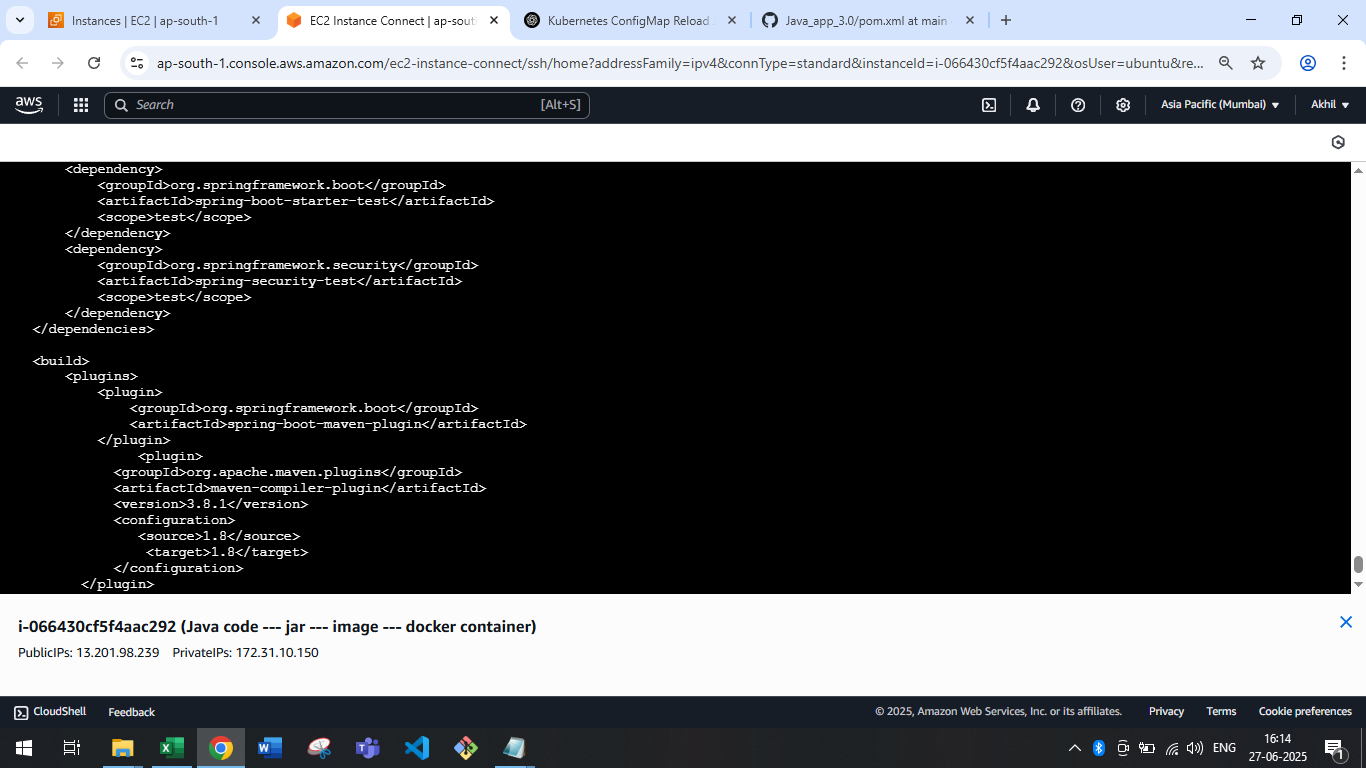 Instances | EC2 | ap-south-1
EC2 Instance Connect | ap-sout
Kubernetes ConfigMap Reload
Java_app_3.0/pom.xml at main
ap-south-1.console.aws.amazon.com/ec2-instance-connect/ssh/home?addressFamily=ipv4&connType=standard&instanceId=i-066430cf5f4aac292&osUser=ubuntu&re...
aws
Search
[Alt+S]
Asia Pacific (Mumbai)
Akhil
<dependency>
<groupId>org.springframework.boot</groupId>
<artifactId>spring-boot-starter-test</artifactId>
<scope>test</scope>
</dependency>
<dependency>
<groupId>org.springframework.security</groupId>
<artifactId>spring-security-test</artifactId>
<scope>test</scope>
</dependency>
</dependencies>
<build>
<plugins>
<plugin>
<groupId>org.springframework.boot</groupId>
<artifactId>spring-boot-maven-plugin</artifactId>
</plugin>
<plugin>
<groupId>org.apache.maven.plugins</groupId>
<artifactId>maven-compiler-plugin</artifactId>
<version>3.8.1</version>
<configuration>
<source>1.8</source>
<target>1.8</target>
</configuration>
</plugin>
i-066430cf5f4aac292 (Java code --- jar --- image --- docker container)
PublicIPs: 13.201.98.239 PrivateIPs: 172.31.10.150
CloudShell
Feedback
© 2025, Amazon Web Services, Inc. or its affiliates.
Privacy
Terms
Cookie preferences
ENG
16:14
27-06-2025
1